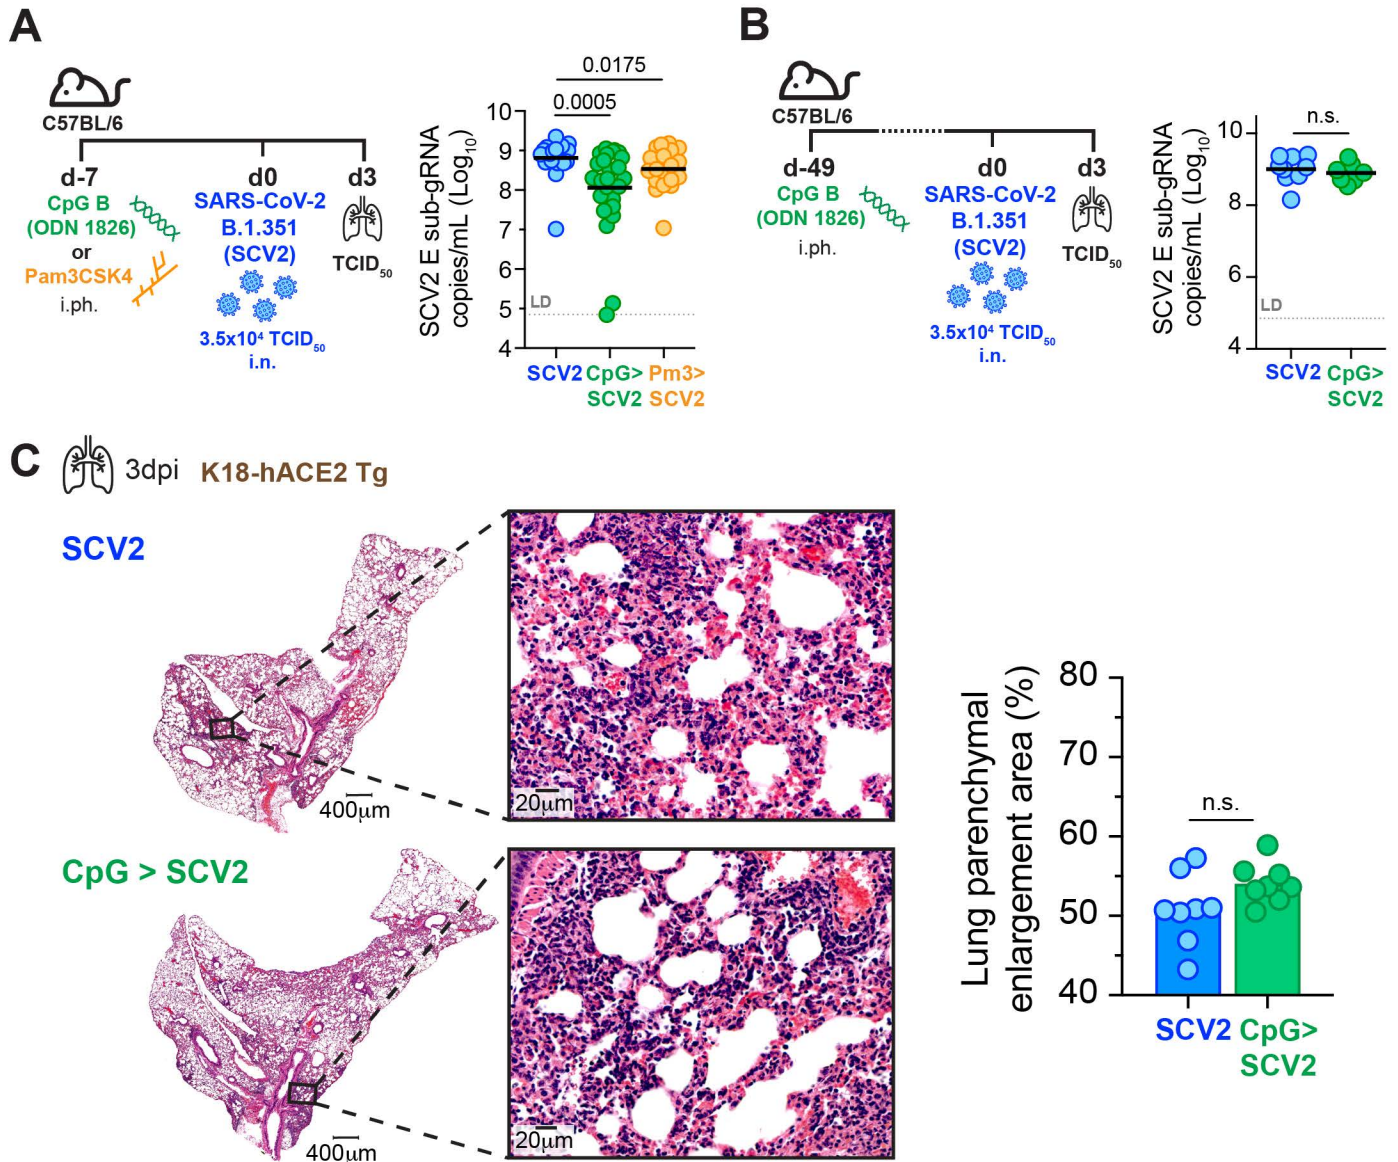 A
C57BL/6
d-7
d0
d3
CpG B
(ODN 1826)
or
Pam3CSK4
i.ph.
SARS-CoV-2
B.1.351
(SCV2)
3.5x10⁴ TCID₅₀
i.n.
TCID₅₀
SCV2 E sub-gRNA
copies/mL (Log₁₀)
0.0175
0.0005
10
9
8
7
6
5
4
LD
SCV2
CpG>
SCV2
Pm3>
SCV2
B
C57BL/6
d-49
d0
d3
CpG B
(ODN 1826)
i.ph.
SARS-CoV-2
B.1.351
(SCV2)
3.5x10⁴ TCID₅₀
i.n.
TCID₅₀
SCV2 E sub-gRNA
copies/mL (Log₁₀)
n.s.
10
8
6
4
LD
SCV2
CpG>
SCV2
C
3dpi
K18-hACE2 Tg
SCV2
400μm
20μm
CpG > SCV2
400μm
20μm
Lung parenchymal
enlargement area (%)
80
70
60
50
40
n.s.
SCV2
CpG>
SCV2